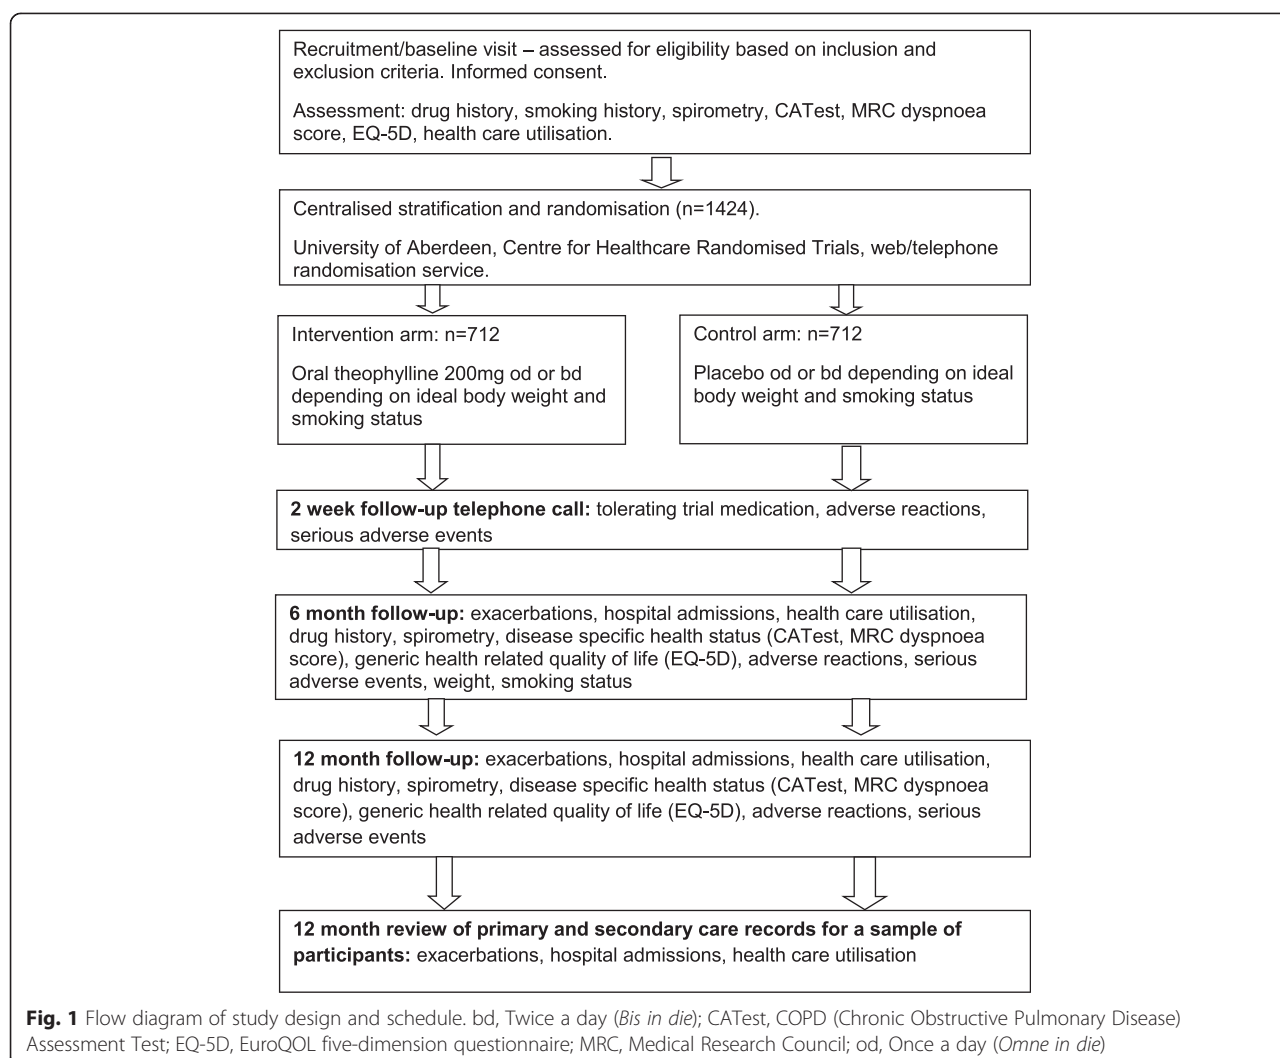 Recruitment/baseline visit – assessed for eligibility based on inclusion and
exclusion criteria. Informed consent.
Assessment: drug history, smoking history, spirometry, CATest, MRC dyspnoea
score, EQ-5D, health care utilisation.
Centralised stratification and randomisation (n=1424).
University of Aberdeen, Centre for Healthcare Randomised Trials, web/telephone
randomisation service.
Intervention arm: n=712
Oral theophylline 200mg od or bd
depending on ideal body weight and
smoking status
Control arm: n=712
Placebo od or bd depending on ideal
body weight and smoking status
2 week follow-up telephone call: tolerating trial medication, adverse reactions,
serious adverse events
6 month follow-up: exacerbations, hospital admissions, health care utilisation,
drug history, spirometry, disease specific health status (CATest, MRC dyspnoea
score), generic health related quality of life (EQ-5D), adverse reactions, serious
adverse events, weight, smoking status
12 month follow-up: exacerbations, hospital admissions, health care utilisation,
drug history, spirometry, disease specific health status (CATest, MRC dyspnoea
score), generic health related quality of life (EQ-5D), adverse reactions, serious
adverse events
12 month review of primary and secondary care records for a sample of
participants: exacerbations, hospital admissions, health care utilisation
Fig. 1 Flow diagram of study design and schedule. bd, Twice a day (Bis in die); CATest, COPD (Chronic Obstructive Pulmonary Disease)
Assessment Test; EQ-5D, EuroQOL five-dimension questionnaire; MRC, Medical Research Council; od, Once a day (Omne in die)